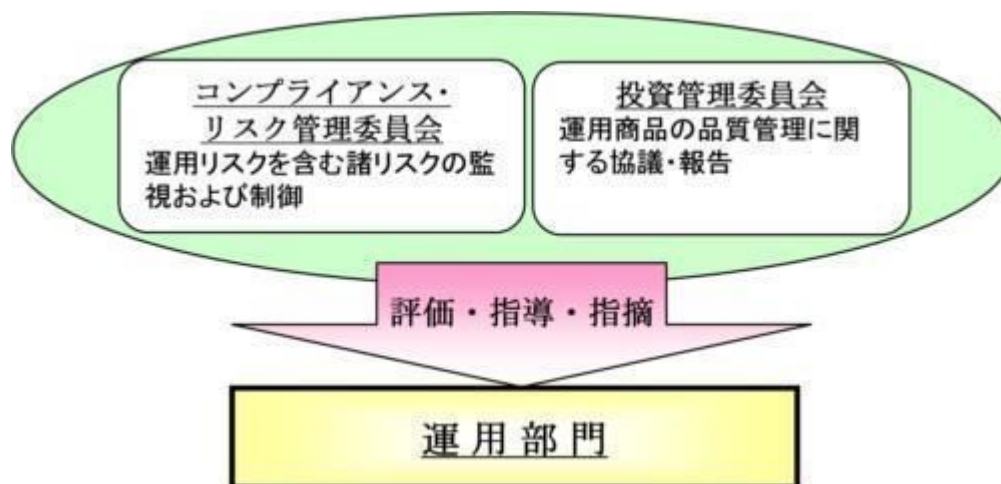 コンプライアンス・
リスク管理委員会
運用リスクを含む諸リスクの監
視および制御
投資管理委員会
運用商品の品質管理に関
する協議・報告
評価・指導・指摘
運用部門